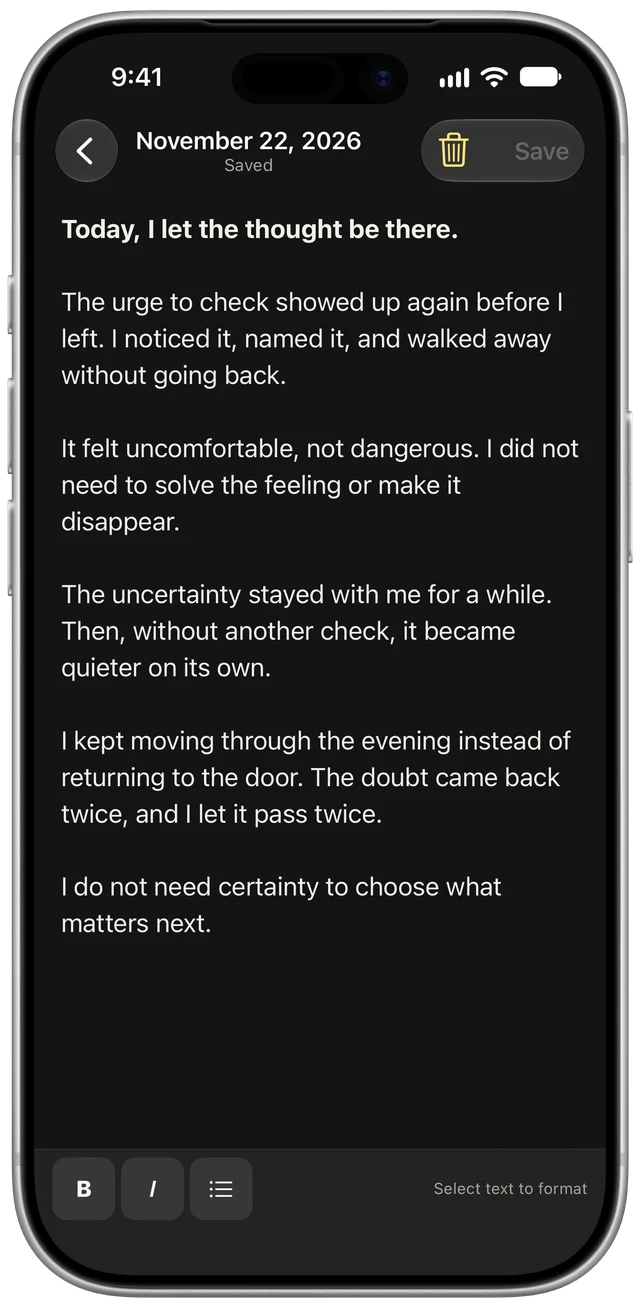 9:41
November 22, 2026
Saved
Save
Today, I let the thought be there.
The urge to check showed up again before I
left. I noticed it, named it, and walked away
without going back.
It felt uncomfortable, not dangerous. I did not
need to solve the feeling or make it
disappear.
The uncertainty stayed with me for a while.
Then, without another check, it became
quieter on its own.
I kept moving through the evening instead of
returning to the door. The doubt came back
twice, and I let it pass twice.
I do not need certainty to choose what
matters next.
B
I
Select text to format